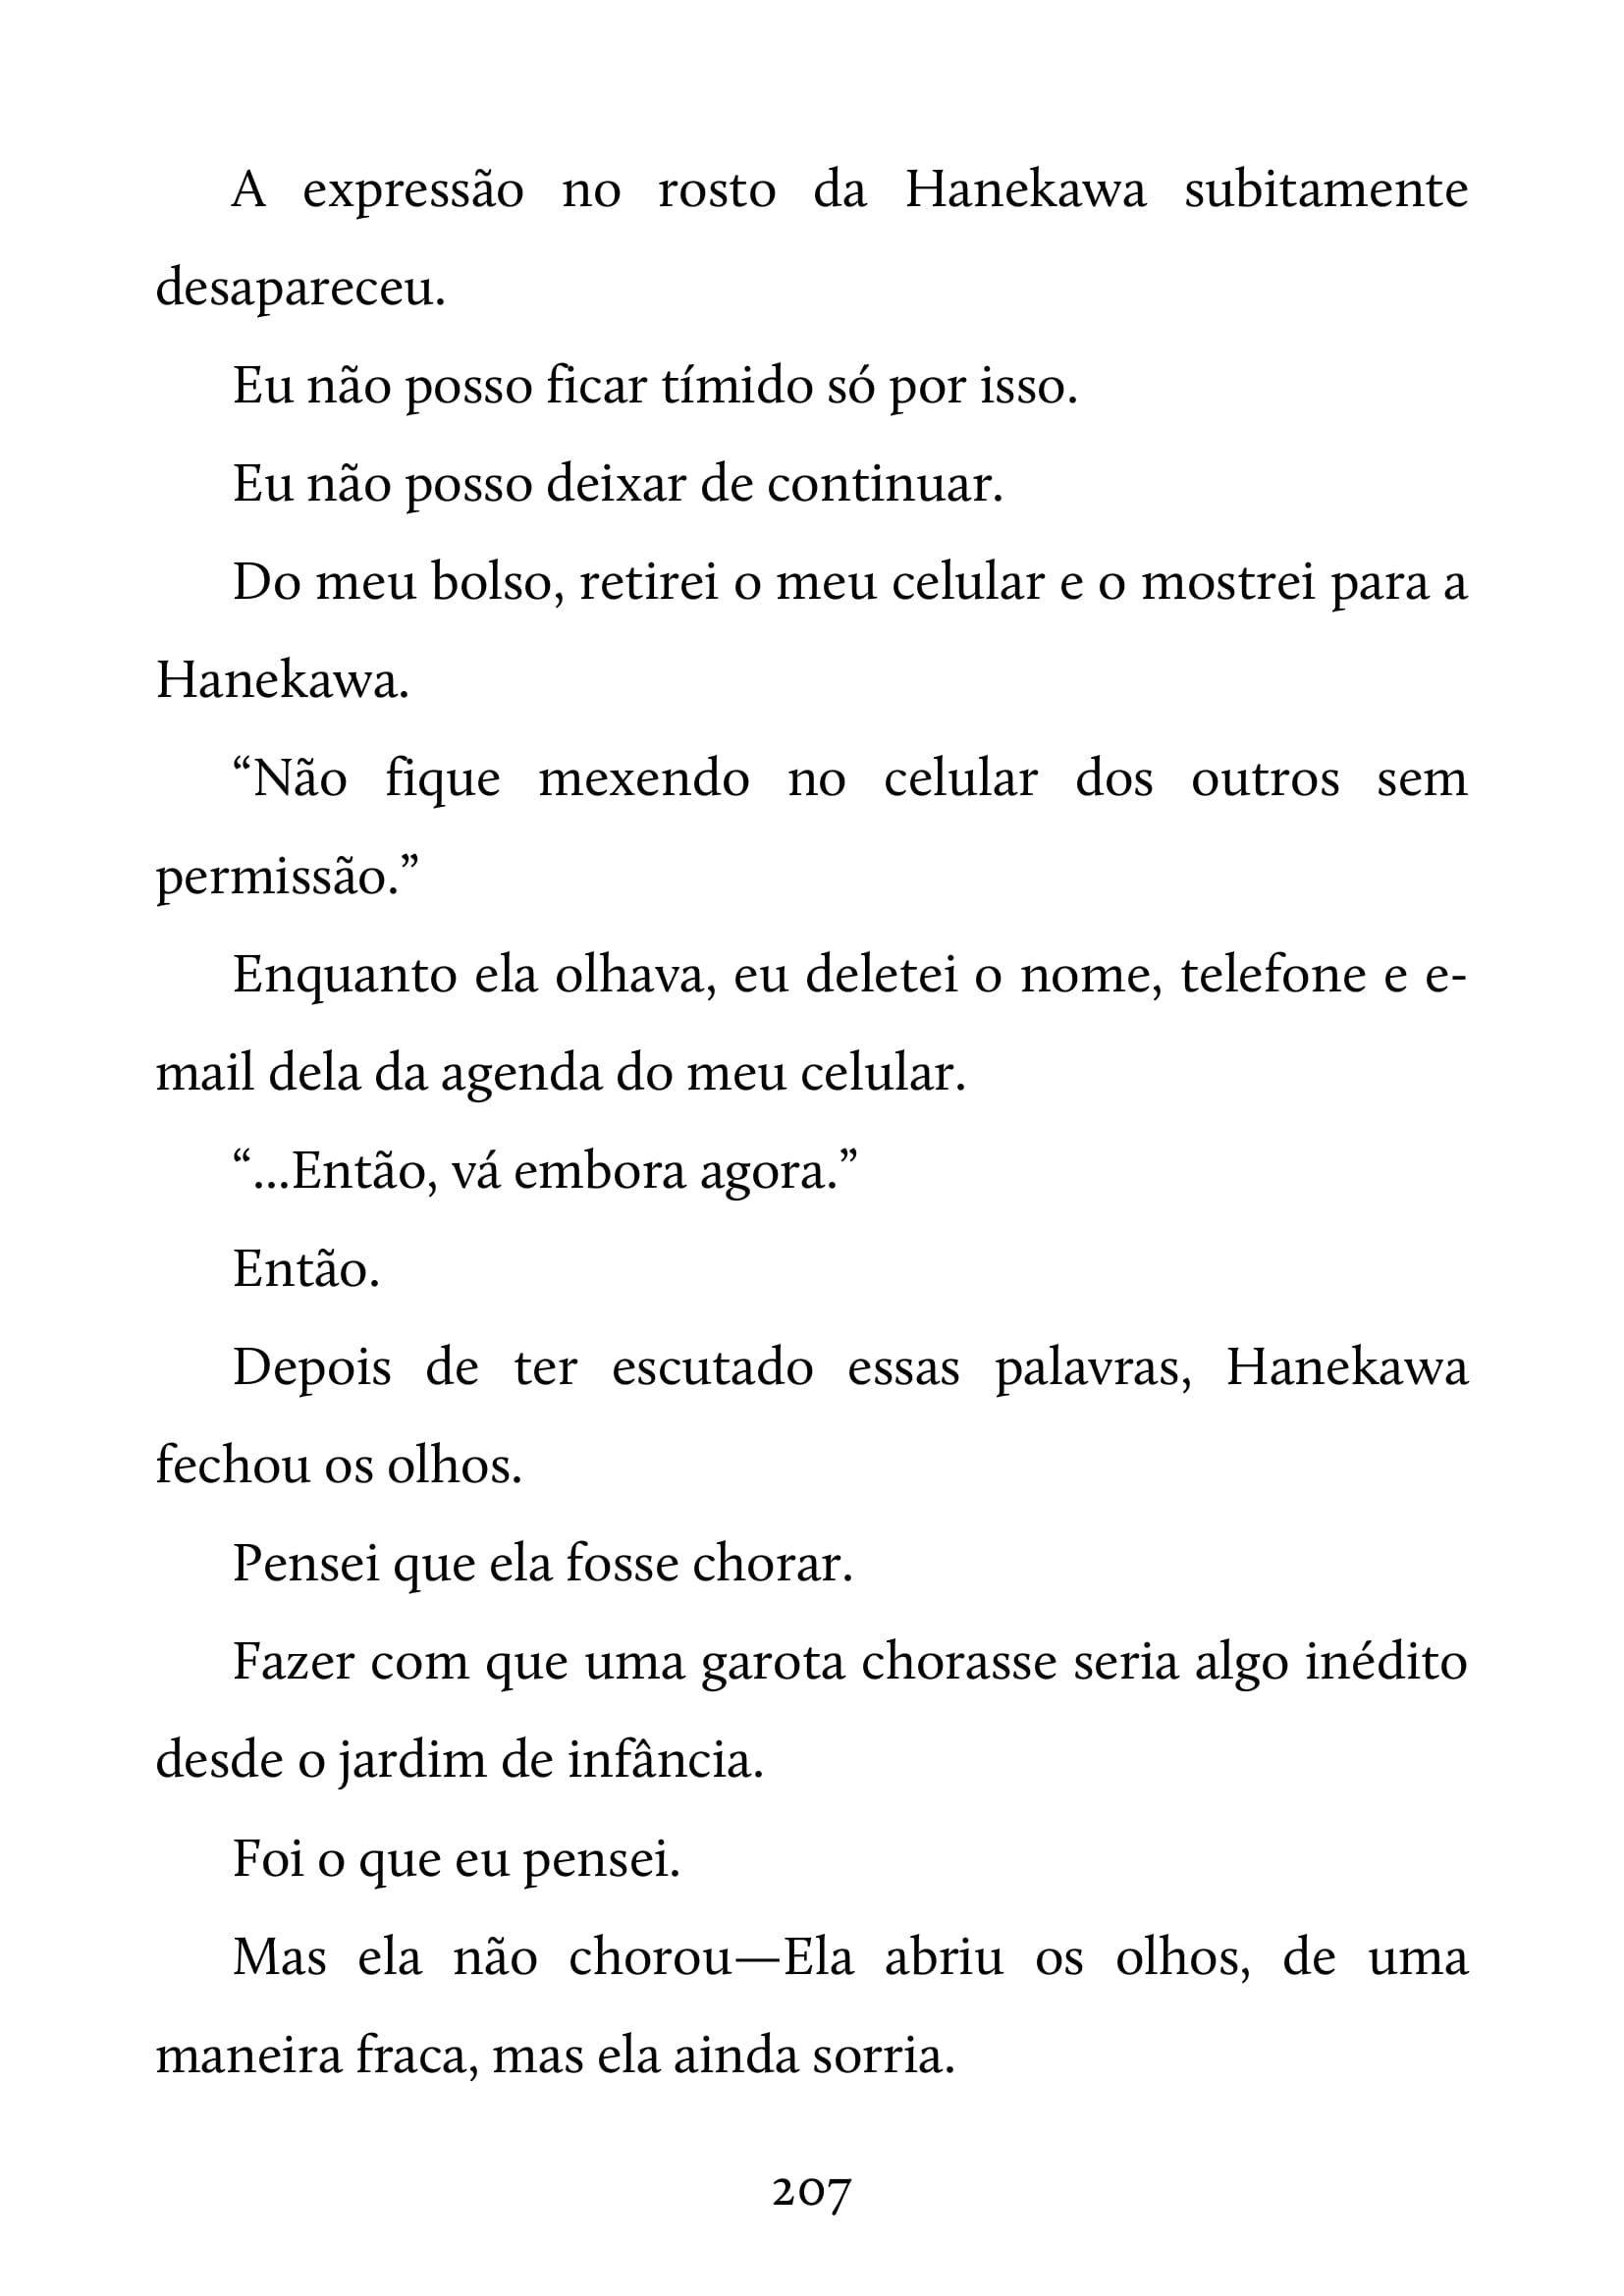 A expressão no rosto da Hanekawa subitamente
desapareceu.
Eu não posso ficar tímido só por isso.
Eu não posso deixar de continuar.
Do meu bolso, retirei o meu celular e o mostrei para a
Hanekawa.
“Não fique mexendo no celular dos outros sem
permissão.”
Enquanto ela olhava, eu deletei o nome, telefone e e-
mail dela da agenda do meu celular.
“...Então, vá embora agora.”
Então.
Depois de ter escutado essas palavras, Hanekawa
fechou os olhos.
Pensei que ela fosse chorar.
Fazer com que uma garota chorasse seria algo inédito
desde o jardim de infância.
Foi o que eu pensei.
Mas ela não chorou—Ela abriu os olhos, de uma
maneira fraca, mas ela ainda sorria.
207